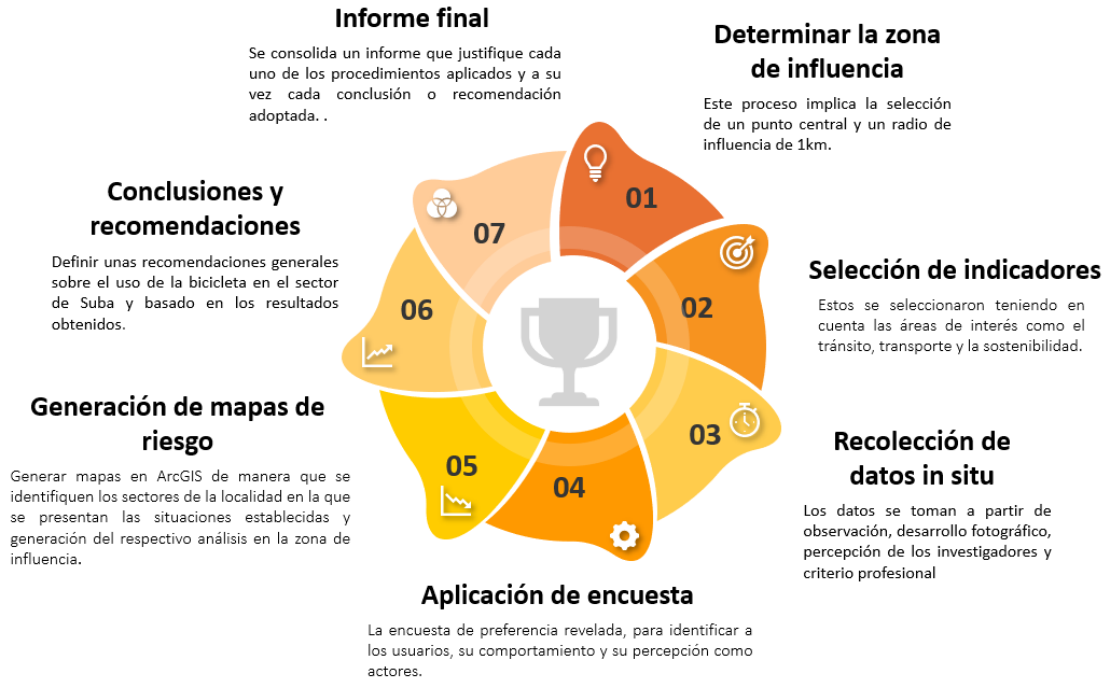 Informe final
Se consolida un informe que justifique cada
uno de los procedimientos aplicados y a su
vez cada conclusión o recomendación
adoptada. .
Determinar la zona
de influencia
Este proceso implica la selección
de un punto central y un radio de
influencia de 1km.
01
Conclusiones y
recomendaciones
Definir unas recomendaciones generales
sobre el uso de la bicicleta en el sector
de Suba y basado en los resultados
obtenidos.
07
Selección de indicadores
Estos se seleccionaron teniendo en
cuenta las áreas de interés como el
tránsito, transporte y la sostenibilidad.
02
06
Generación de mapas de
riesgo
Generar mapas en ArcGIS de manera que se
identifiquen los sectores de la localidad en la que
se presentan las situaciones establecidas y
generación del respectivo análisis en la zona de
influencia.
05
04
03
Recolección de
datos in situ
Los datos se toman a partir de
observación, desarrollo fotográfico,
percepción de los investigadores y
criterio profesional
Aplicación de encuesta
La encuesta de preferencia revelada, para identificar a
los usuarios, su comportamiento y su percepción como
actores.